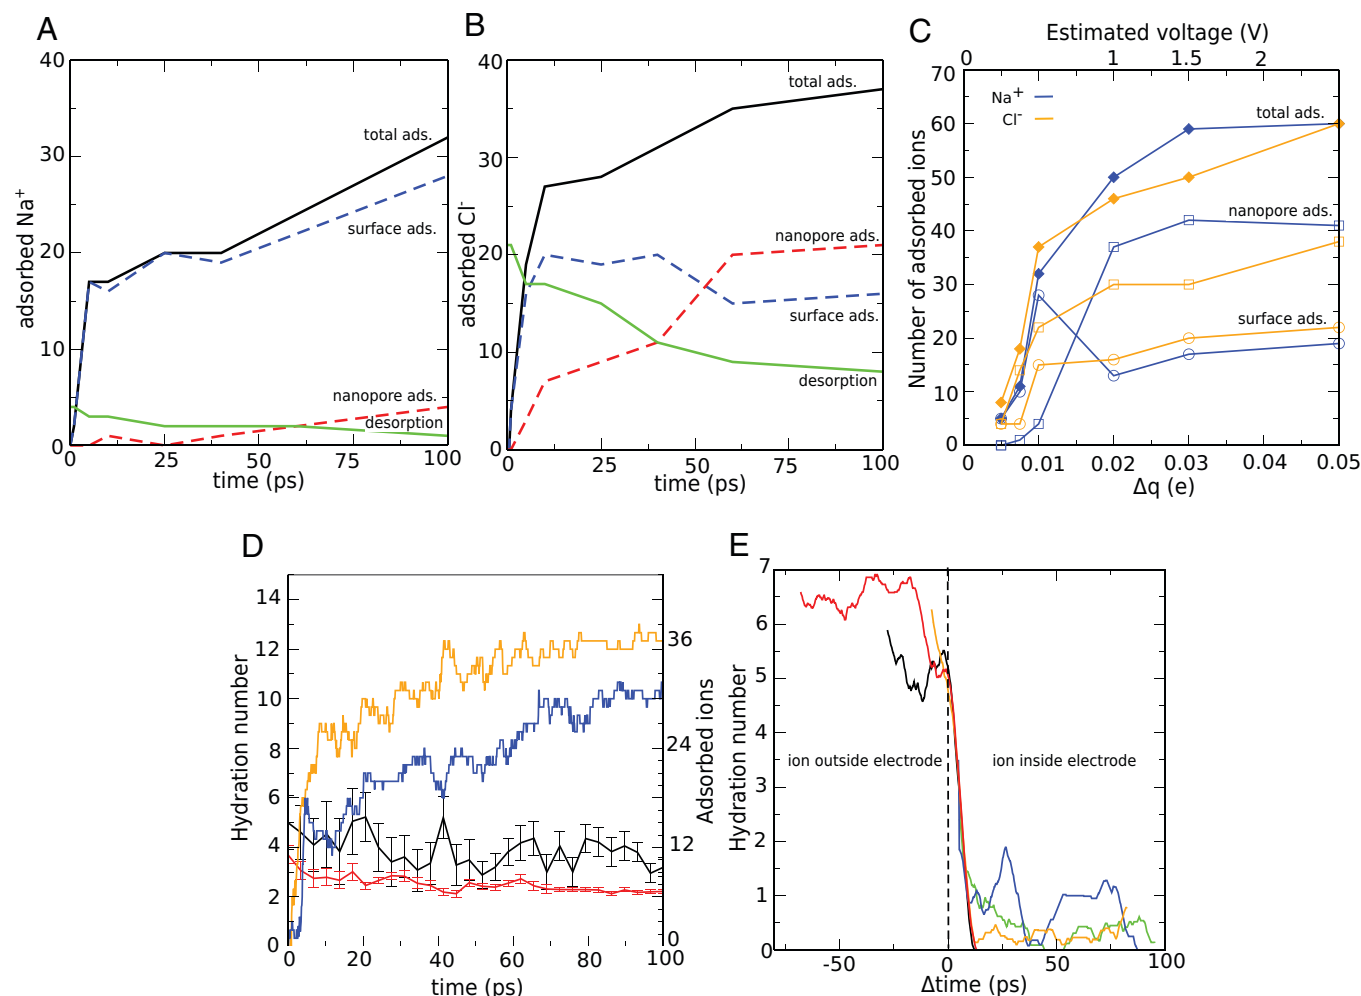 A
adsorbed Na+
40
30
20
10
0
total ads.
surface ads.
nanopore ads.
desorption
0 25 50 75 100
time (ps)
B
adsorbed Cl-
40
30
20
10
0
total ads.
nanopore ads.
surface ads.
desorption
0 25 50 75 100
time (ps)
C
Estimated voltage (V)
0 1 1.5 2
Number of adsorbed ions
70
60
50
40
30
20
10
0
Na+
Cl-
total ads.
nanopore ads.
surface ads.
0 0.01 0.02 0.03 0.04 0.05
Δq (e)
D
Hydration number
14
12
10
8
6
4
2
0
36
24
12
0
Adsorbed ions
0 20 40 60 80 100
time (ps)
E
Hydration number
7
6
5
4
3
2
1
0
ion outside electrode
ion inside electrode
-50 0 50 100
Δtime (ps)